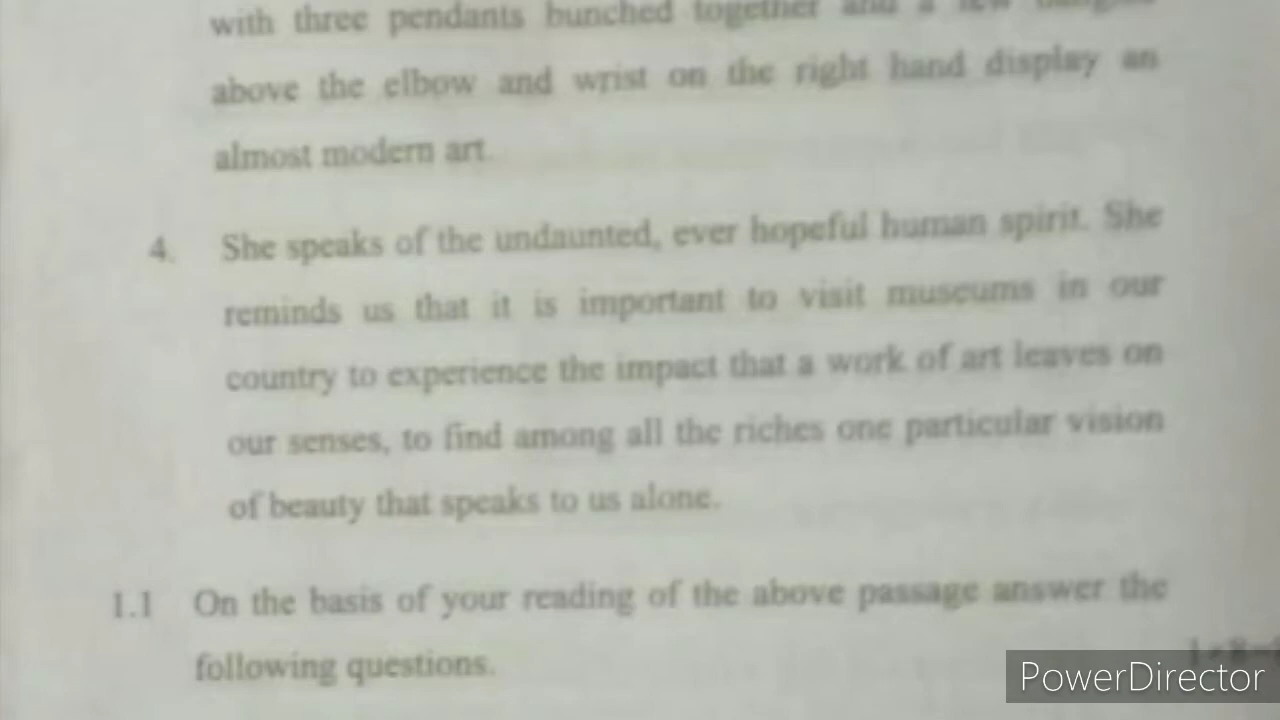 with three pendants bunched together and a few
above the elbow and wrist on the right hand display an
almost modern art.
4. She speaks of the undaunted, ever hopeful human spirit. She
reminds us that it is important to visit museums in our
country to experience the impact that a work of art leaves on
our senses, to find among all the riches one particular vision
of beauty that speaks to us alone.
1.1 On the basis of your reading of the above passage answer the
following questions.
PowerDirector